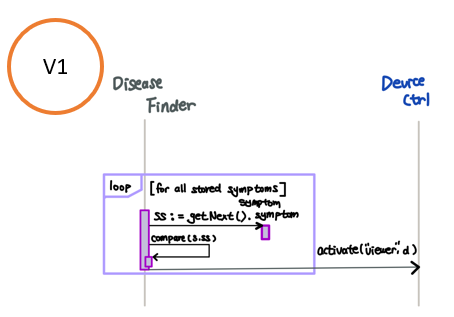 V1
Disease
Finder
Device
Ctrl
loop
[for all stored symptoms]
symptom
ss := getNext(). symptom
compare(s.ss)
activate("viewer".d)